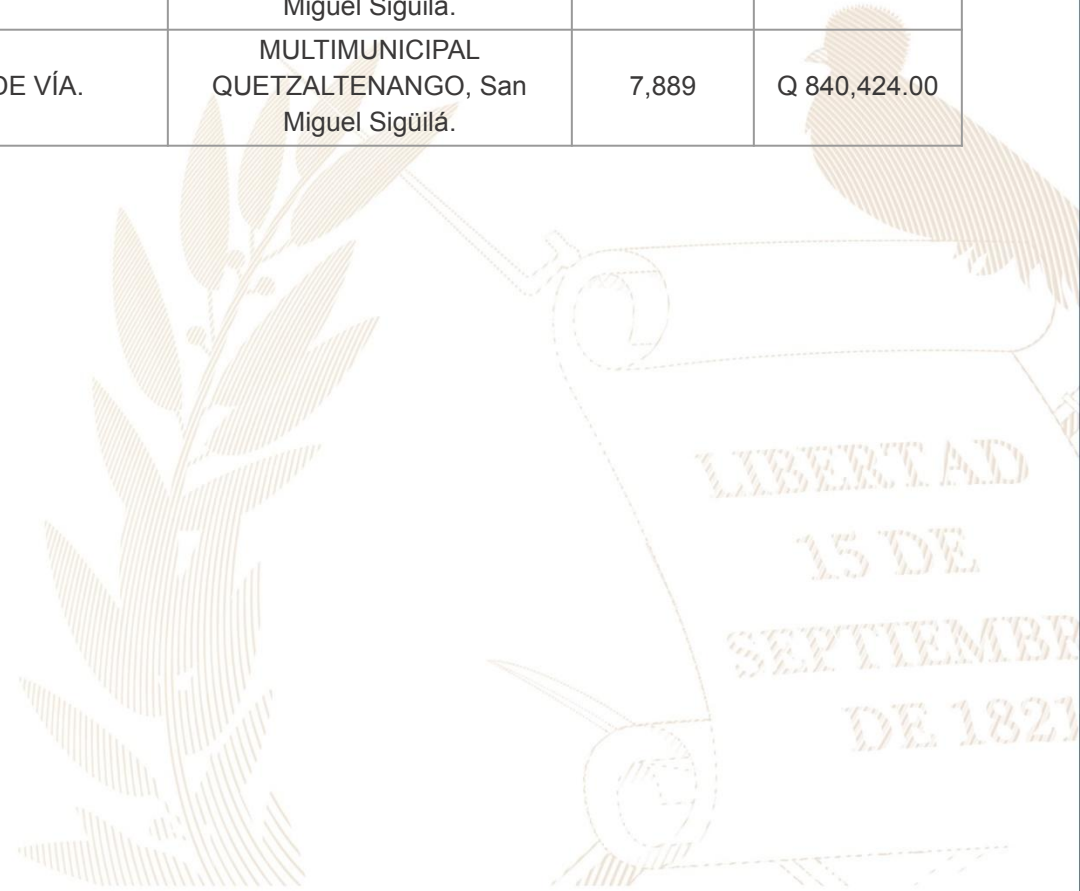 Miguel Sigüilá.
DE VÍA.
MULTIMUNICIPAL
QUETZALTENANGO, San
Miguel Sigüilá.
7,889
Q 840,424.00
LIBERTAD
15 DE
SEPTIEMBRE
DE 1821